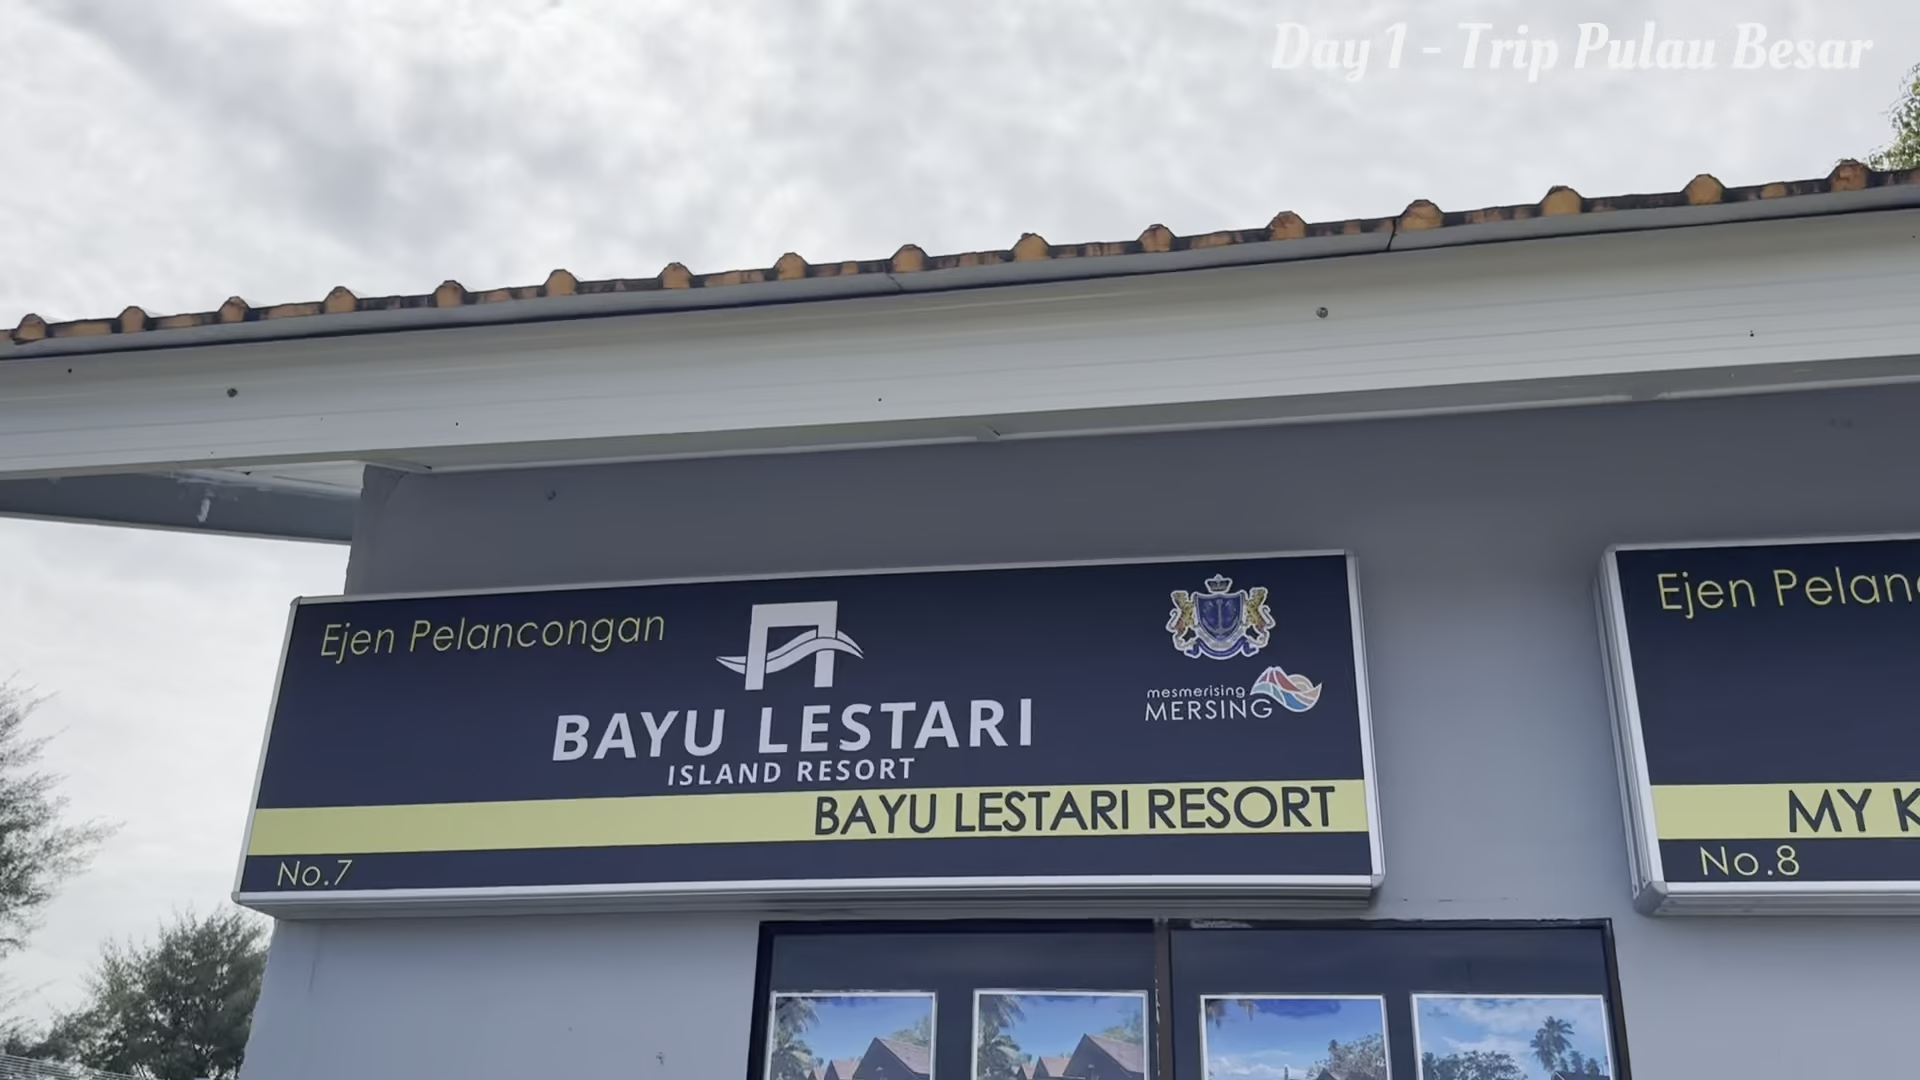 Day 1 - Trip Pulau Besar
Ejen Pelancongan
BAYU LESTARI
ISLAND RESORT
mesmerising
MERSING
BAYU LESTARI RESORT
No.7
Ejen
MY
No.8